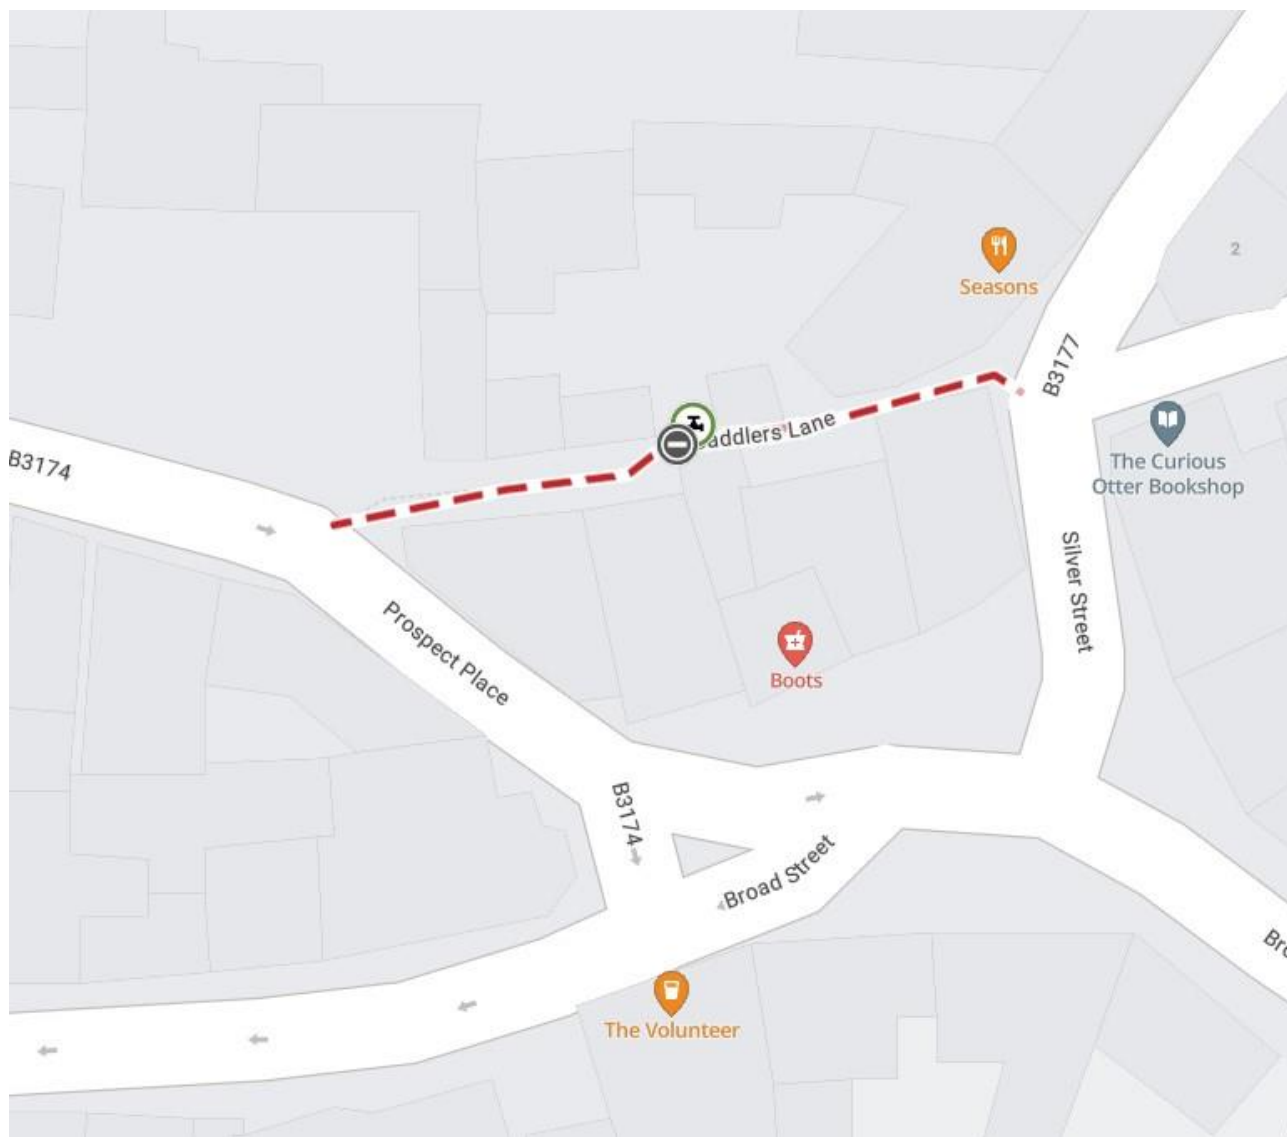 2
Seasons
B3177
addlers Lane
The Curious
Otter Bookshop
B3174
Silver Street
Prospect Place
Boots
B3174
Broad Street
Bro
The Volunteer